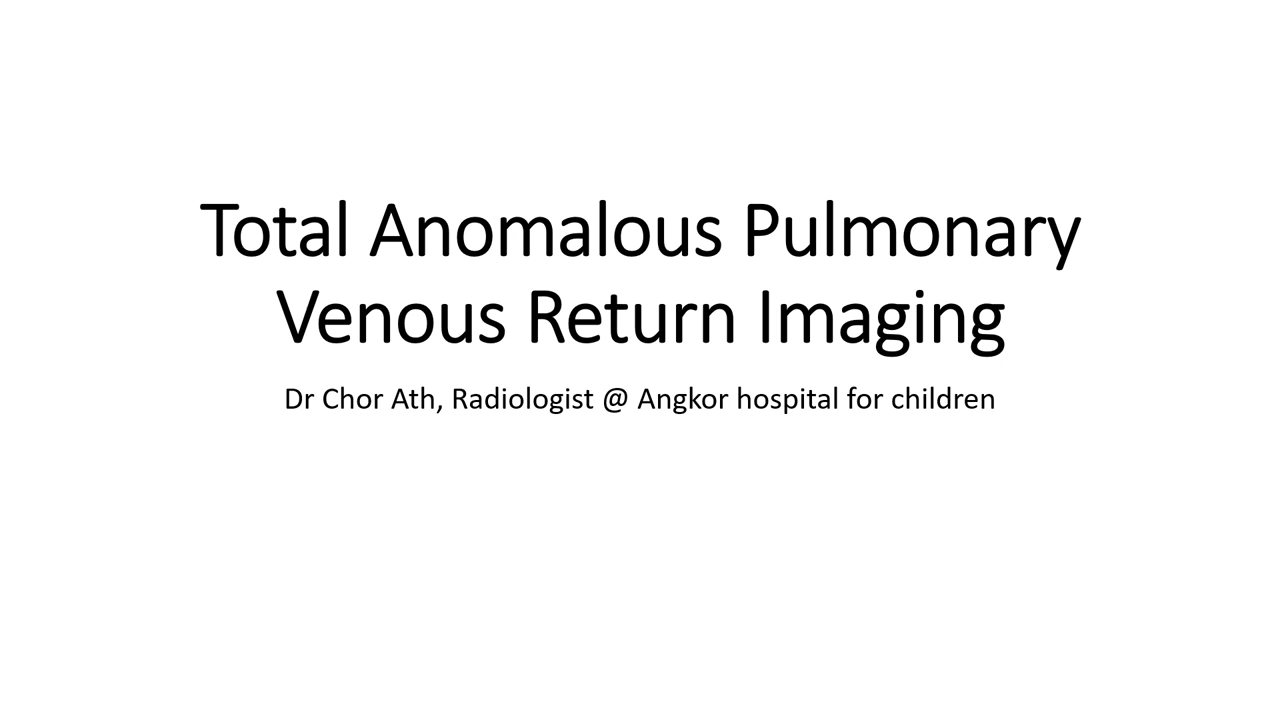 Total Anomalous Pulmonary
Venous Return Imaging
Dr Chor Ath, Radiologist @ Angkor hospital for children